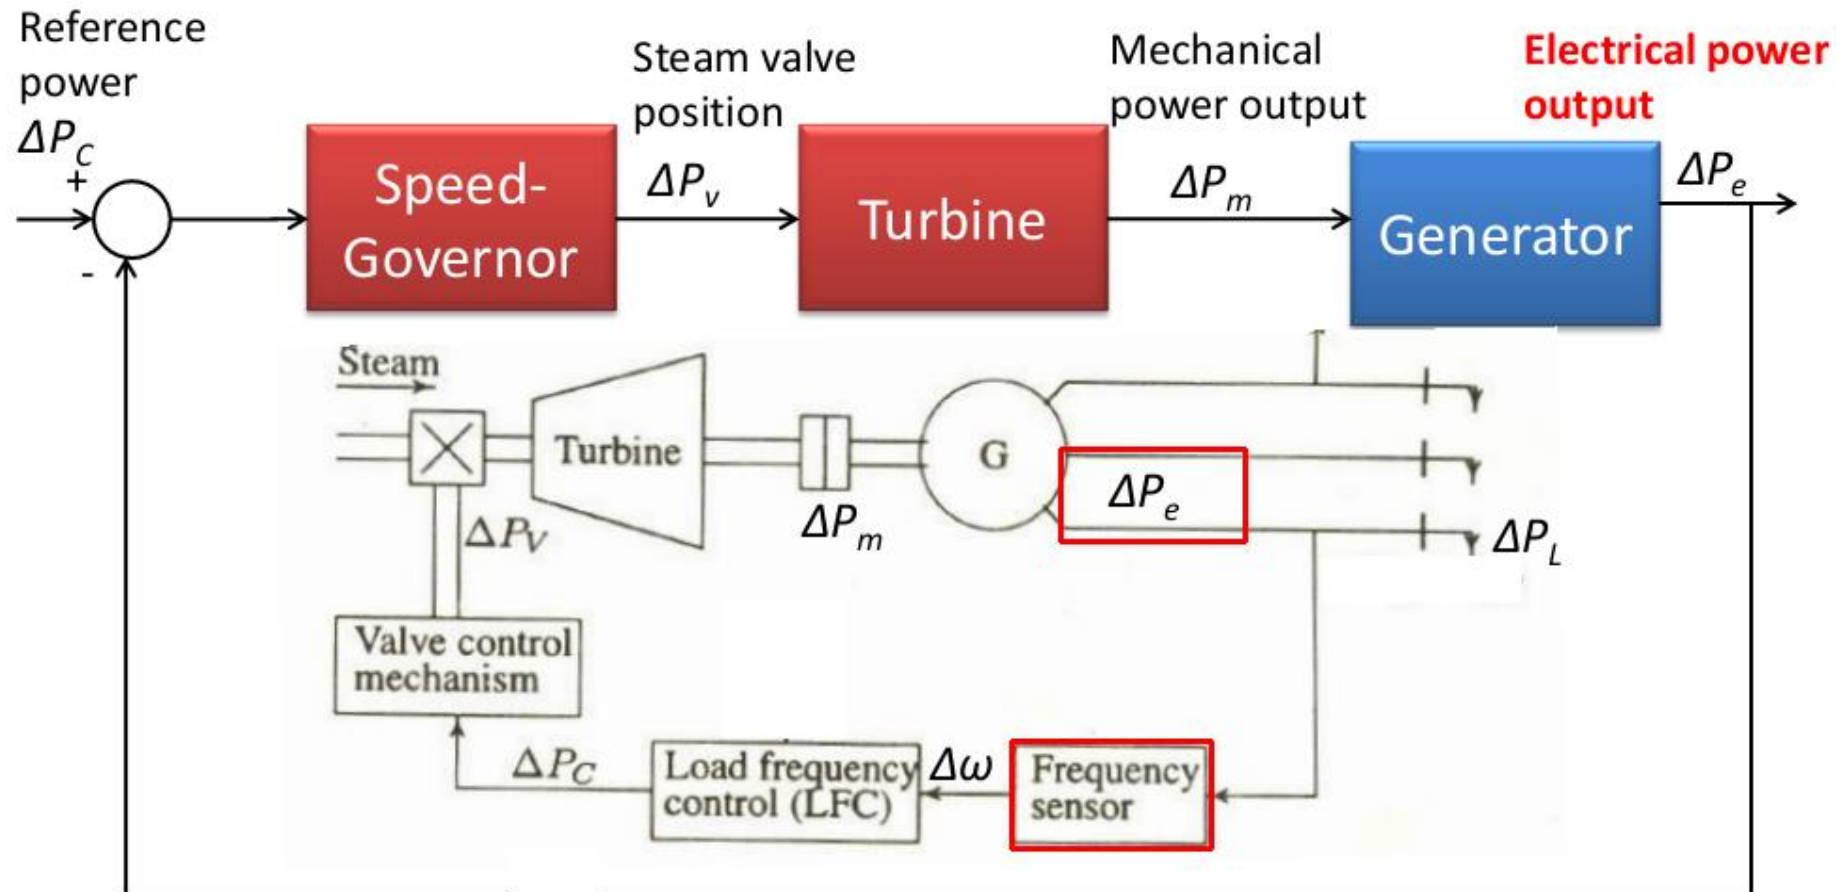 Reference
power
ΔP_C
+
-
Speed-
Governor
Steam valve
position
ΔP_v
Turbine
Mechanical
power output
ΔP_m
Generator
Electrical power
output
ΔP_e
Steam
Turbine
G
ΔP_e
ΔP_m
ΔP_V
ΔP_L
Valve control
mechanism
ΔP_C
Load frequency
control (LFC)
Δω
Frequency
sensor